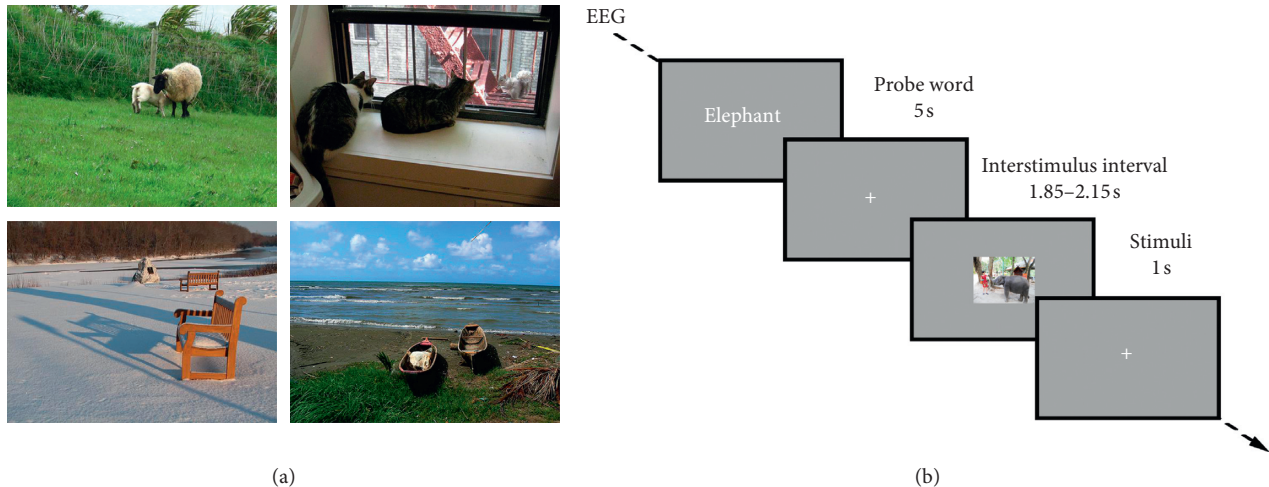 EEG
Elephant
Probe word
5 s
+
Interstimulus interval
1.85–2.15 s
Stimuli
1 s
+
(a)
(b)